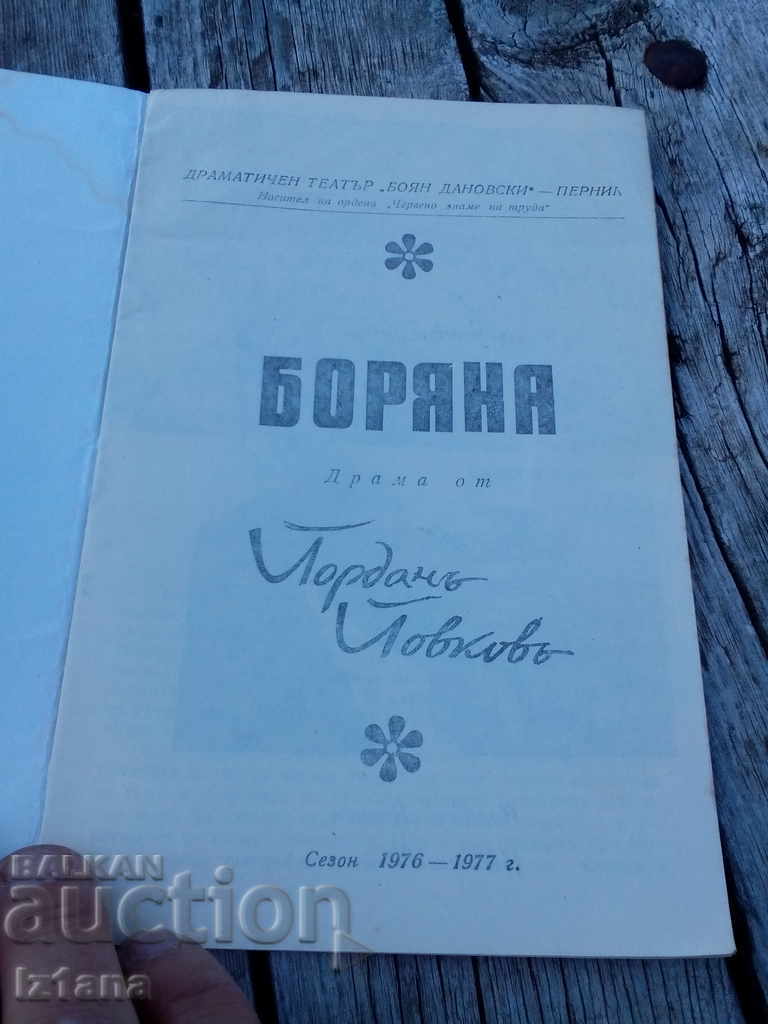 ДРАМАТИЧЕН ТЕАТЪР „БОЯН ДАНОВСКИ“ — ПЕРНИК
Носител на ордена „Червено знаме на труда“
БОРЯНА
Драма от
Йорданъ
Йовковъ
Сезон 1976 — 1977 г.
BALKAN
auction
iz1ana